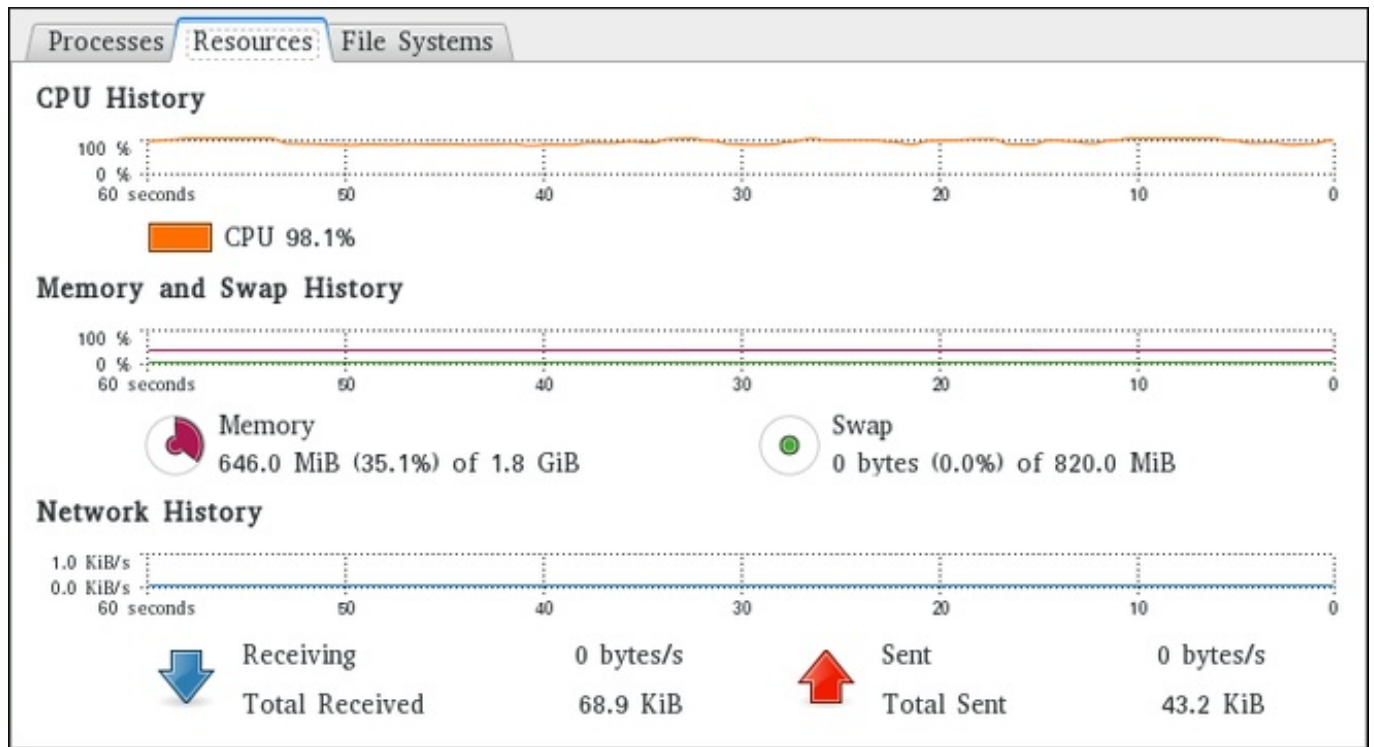 Processes Resources File Systems
CPU History
100 %
0 %
60 seconds 50 40 30 20 10 0
CPU 98.1%
Memory and Swap History
100 %
0 %
60 seconds 50 40 30 20 10 0
Memory Swap
646.0 MiB (35.1%) of 1.8 GiB 0 bytes (0.0%) of 820.0 MiB
Network History
1.0 KiB/s
0.0 KiB/s
60 seconds 50 40 30 20 10 0
Receiving 0 bytes/s Sent 0 bytes/s
Total Received 68.9 KiB Total Sent 43.2 KiB